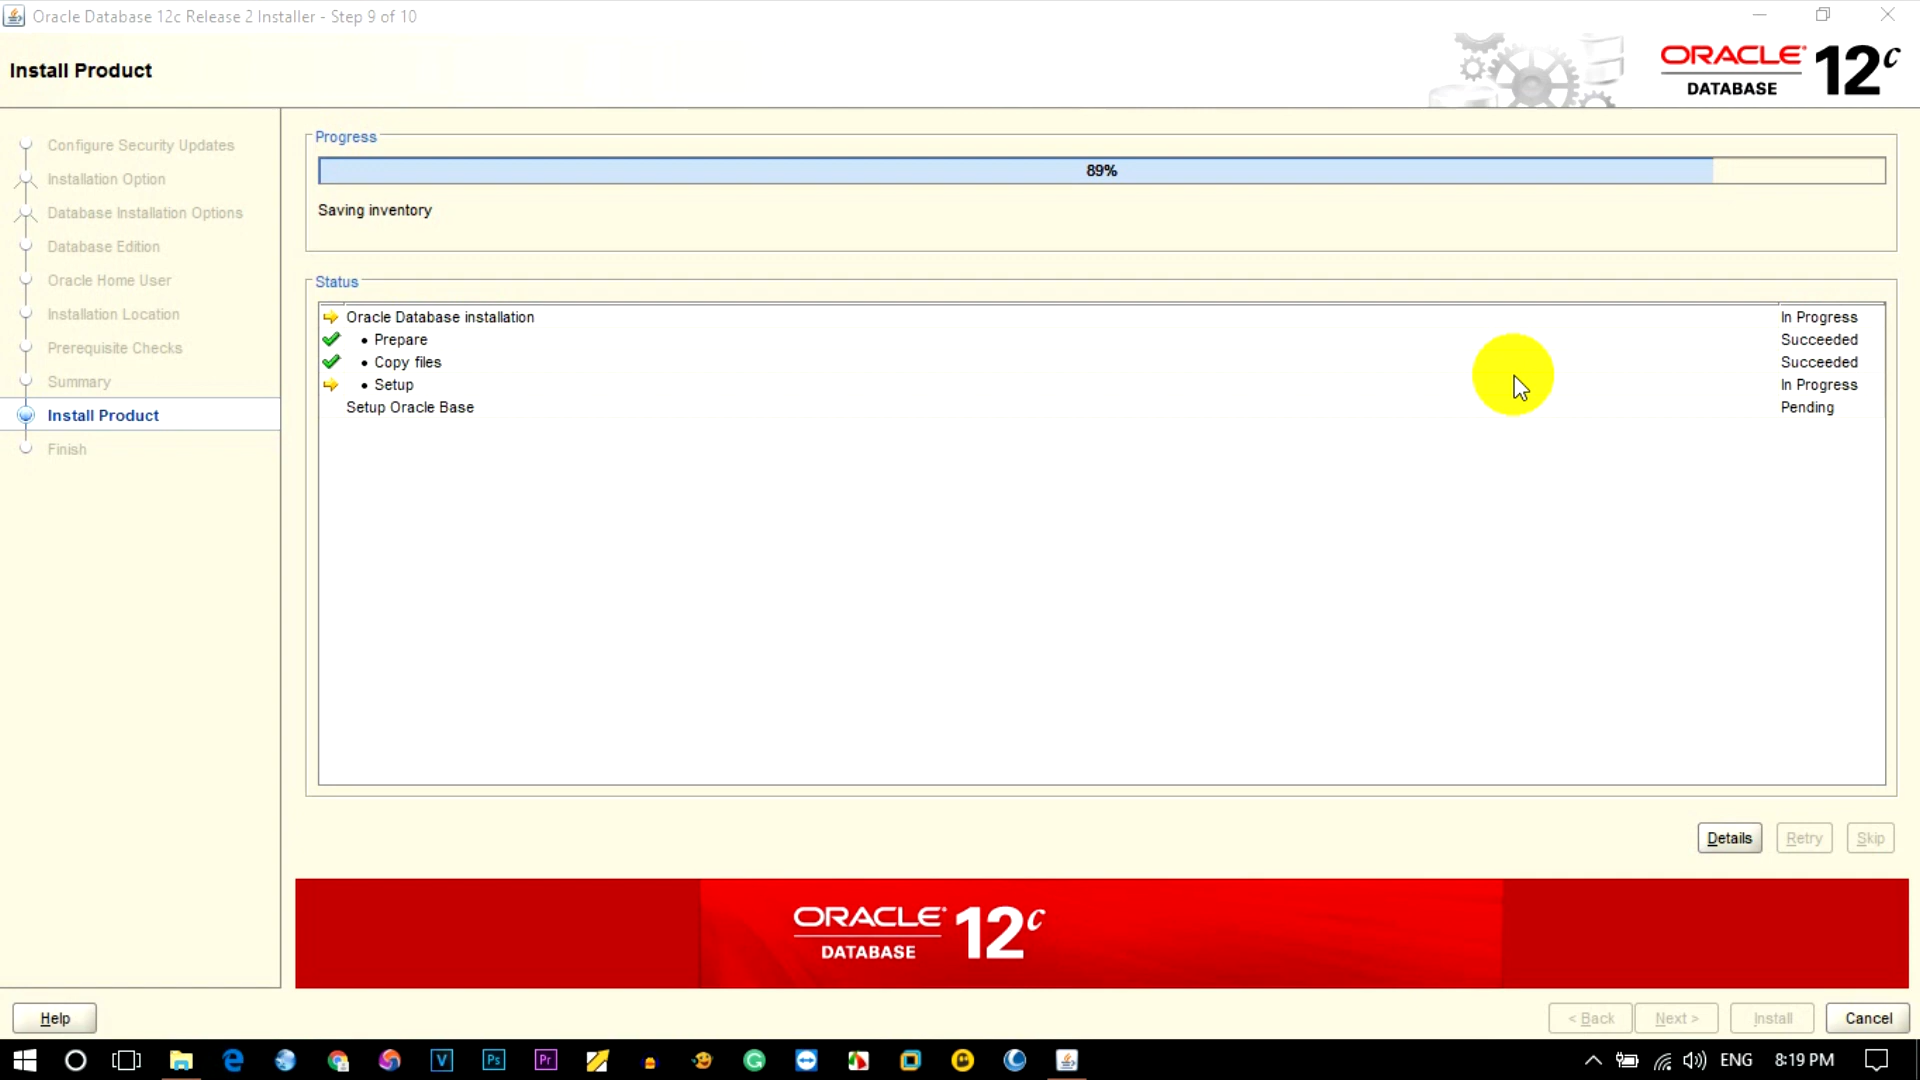 Oracle Database 12c Release 2 Installer - Step 9 of 10
Install Product
ORACLE®
DATABASE
12c
Configure Security Updates
Installation Option
Database Installation Options
Database Edition
Oracle Home User
Installation Location
Prerequisite Checks
Summary
Install Product
Finish
Progress
89%
Saving inventory
Status
Oracle Database installation In Progress
• Prepare Succeeded
• Copy files Succeeded
• Setup In Progress
Setup Oracle Base Pending
Details Retry Skip
ORACLE®
DATABASE
12c
Help < Back Next > Install Cancel
V Ps Pr ENG 8:19 PM